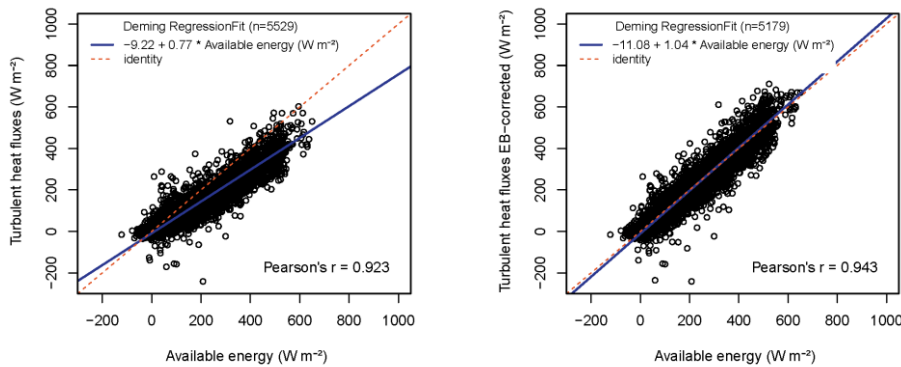 Deming RegressionFit (n=5529)
−9.22 + 0.77 * Available energy (W m⁻²)
identity
1000
800
600
400
200
0
−200
Turbulent heat fluxes (W m⁻²)
Pearson's r = 0.923
−200 0 200 400 600 800 1000
Available energy (W m⁻²)
Deming RegressionFit (n=5179)
−11.08 + 1.04 * Available energy (W m⁻²)
identity
1000
800
600
400
200
0
−200
Turbulent heat fluxes EB−corrected (W m⁻²)
Pearson's r = 0.943
−200 0 200 400 600 800 1000
Available energy (W m⁻²)